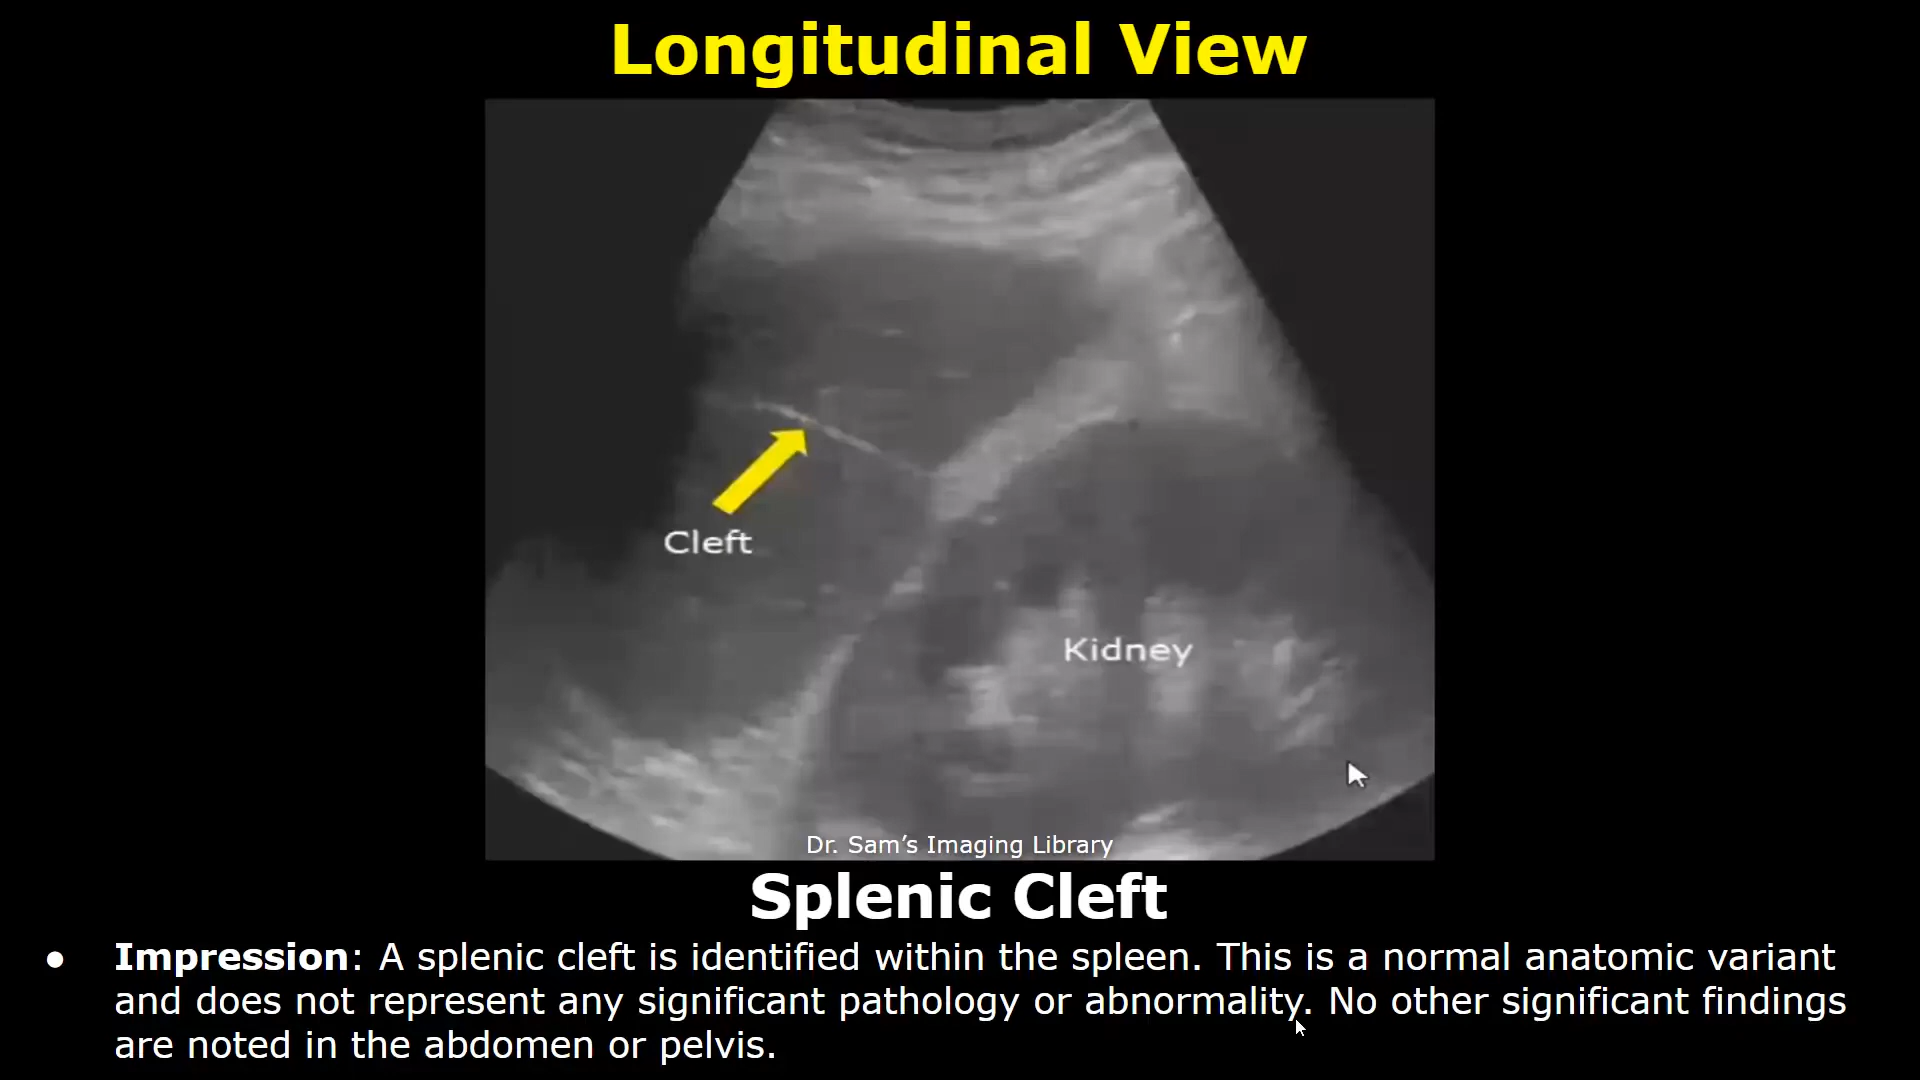 Longitudinal View
Cleft
Kidney
Dr. Sam’s Imaging Library
Splenic Cleft
● Impression: A splenic cleft is identified within the spleen. This is a normal anatomic variant
and does not represent any significant pathology or abnormality. No other significant findings
are noted in the abdomen or pelvis.